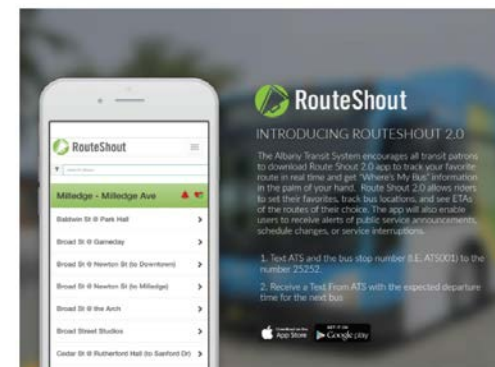 RouteShout
Milledge - Milledge Ave
Baldwin St @ Park Hall
Broad St @ Gameday
Broad St @ Newton St (to Downtown)
Broad St @ Newton St (to Milledge)
Broad St @ the Arch
Broad Street Studios
Cedar St @ Rutherford Hall (to Sanford Dr)
RouteShout
INTRODUCING ROUTESHOUT 2.0
The Albany Transit System encourages all transit patrons
to download Route Shout 2.0 app to track your favorite
route in real time and get "Where's My Bus" information
in the palm of your hand. Route Shout 2.0 allows riders
to set their favorites, track bus locations, and see ETAs
of the routes of their choice. The app will also enable
users to receive alerts of public service announcements,
schedule changes, or service interruptions.
1. Text ATS and the bus stop number (I.E. ATS001) to the
number 25252.
2. Receive a Text From ATS with the expected departure
time for the next bus
Download on the
App Store
GET IT ON
Google play